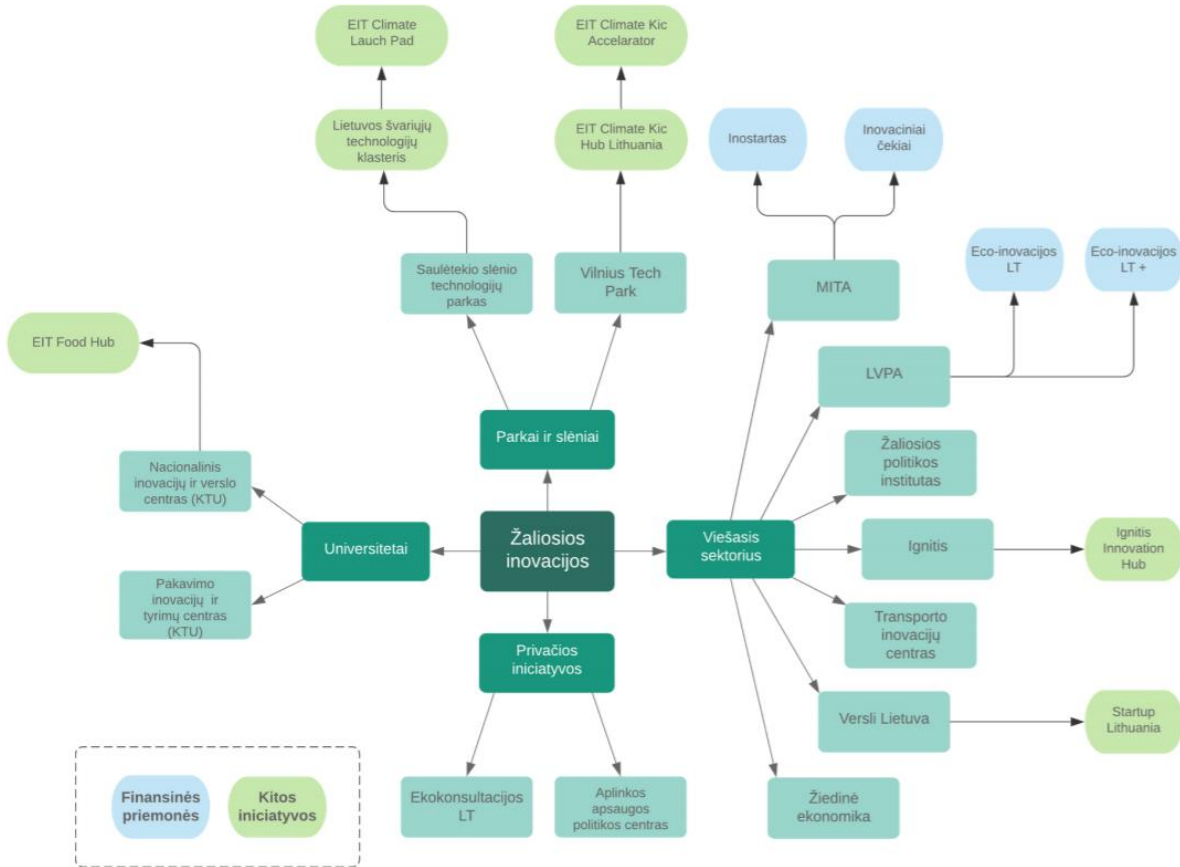 EIT Climate
Lauch Pad
EIT Climate Kic
Accelarator
Lietuvos švariųjų
technologijų
klasteris
EIT Climate Kic
Hub Lithuania
Inostartas
Inovaciniai
čekiai
Saulėtekio slėnio
technologijų
parkas
Vilnius Tech
Park
MITA
Eco-inovacijos
LT
Eco-inovacijos
LT +
EIT Food Hub
LVPA
Parkai ir slėniai
Žaliosios
politikos
institutas
Nacionalinis
inovacijų ir verslo
centras (KTU)
Universitetai
Žaliosios
inovacijos
Viešasis
sektorius
Ignitis
Ignitis
Innovation
Hub
Pakavimo
inovacijų ir
tyrimų centras
(KTU)
Transporto
inovacijų
centras
Privačios
iniciatyvos
Versli Lietuva
Startup
Lithuania
Ekokonsultacijos
LT
Aplinkos
apsaugos
politikos centras
Žiedinė
ekonomika
Finansinės
priemonės
Kitos
iniciatyvos